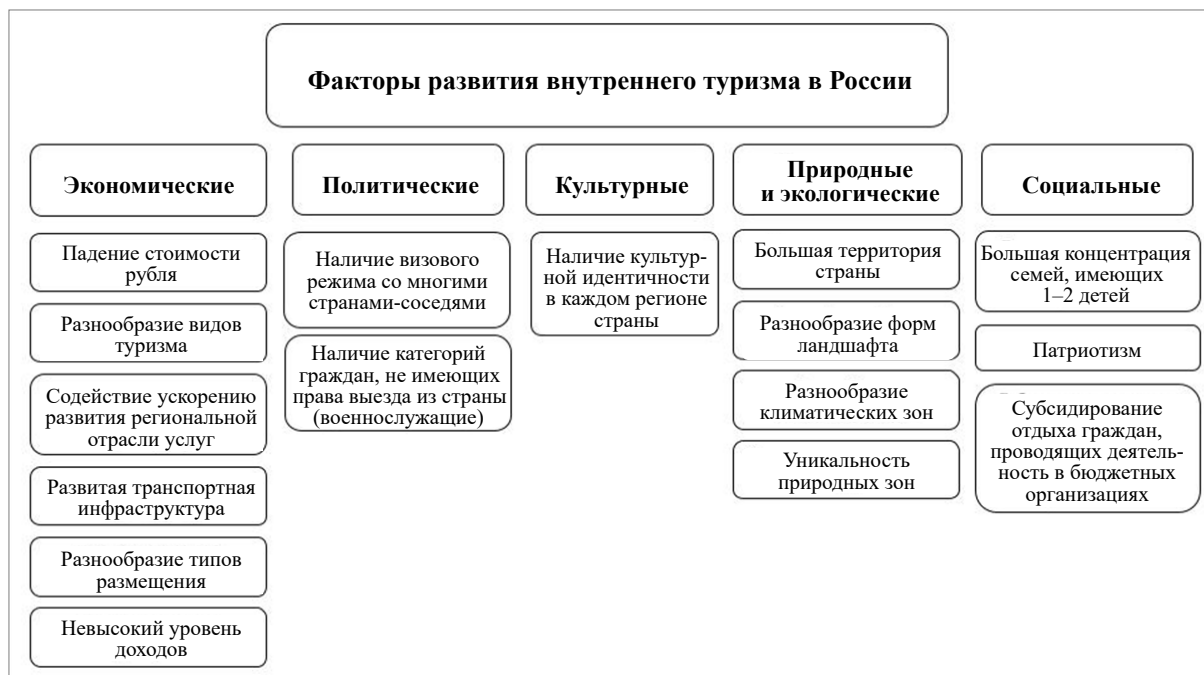 Факторы развития внутреннего туризма в России
Экономические
Падение стоимости
рубля
Разнообразие видов
туризма
Содействие ускорению
развития региональной
отрасли услуг
Развитая транспортная
инфраструктура
Разнообразие типов
размещения
Невысокий уровень
доходов
Политические
Наличие визового
режима со многими
странами-соседями
Наличие категорий
граждан, не имеющих
права выезда из страны
(военнослужащие)
Культурные
Наличие культур-
ной идентичности
в каждом регионе
страны
Природные
и экологические
Большая территория
страны
Разнообразие форм
ландшафта
Разнообразие
климатических зон
Уникальность
природных зон
Социальные
Большая концентрация
семей, имеющих
1–2 детей
Патриотизм
Субсидирование
отдыха граждан,
проводящих деятель-
ность в бюджетных
организациях